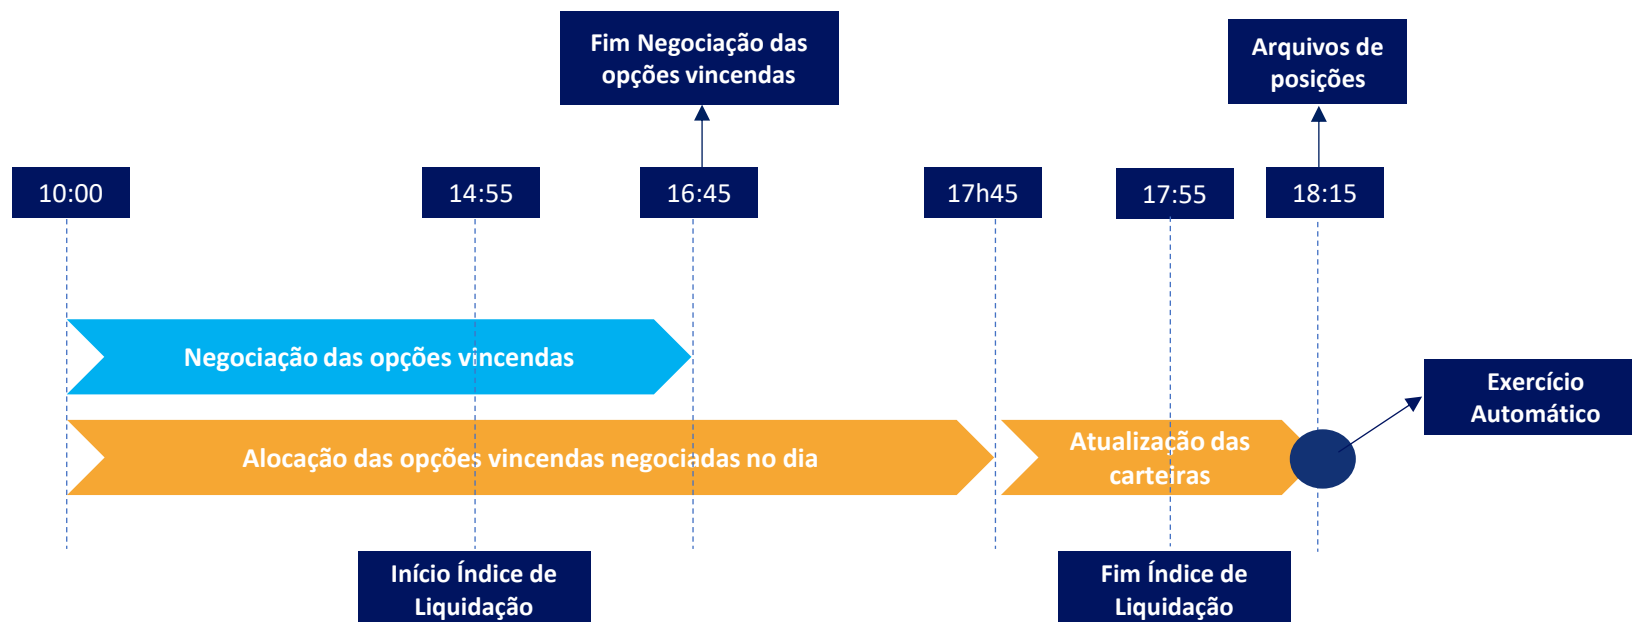 Fim Negociação das
opções vincendas
Arquivos de
posições
10:00
14:55
16:45
17h45
17:55
18:15
Negociação das opções vincendas
Exercício
Automático
Alocação das opções vincendas negociadas no dia
Atualização das
carteiras
Início Índice de
Liquidação
Fim Índice de
Liquidação